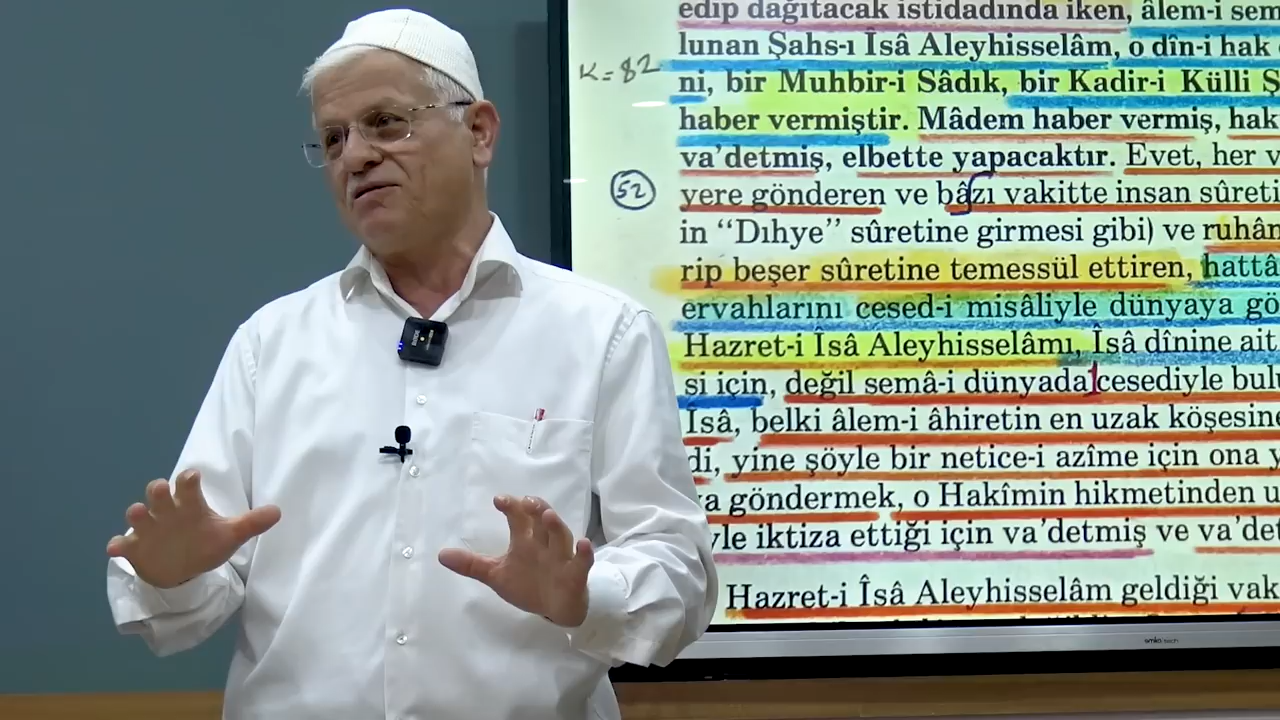 edip dağıtacak istidadında iken, âlem-i sem
lunan Şahs-ı Îsâ Aleyhisselâm, o dîn-i hak
K=82
ni, bir Muhbir-i Sâdık, bir Kadir-i Külli Ş
haber vermiştir. Mâdem haber vermiş, hak
va'detmiş, elbette yapacaktır. Evet, her v
52
yere gönderen ve bâzı vakitte insan sûreti
in “Dıhye” sûretine girmesi gibi) ve ruhân
rip beşer sûretine temessül ettiren, hattâ
ervahlarını cesed-i misâliyle dünyaya gö
Hazret-i Îsâ Aleyhisselâmı, Îsâ dînine ait
si için, değil semâ-i dünyada cesediyle bulu
Îsâ, belki âlem-i âhiretin en uzak köşesine
di, yine şöyle bir netice-i azîme için ona y
ya göndermek, o Hakîmin hikmetinden u
yle iktiza ettiği için va'detmiş ve va'det
Hazret-i Îsâ Aleyhisselâm geldiği vak